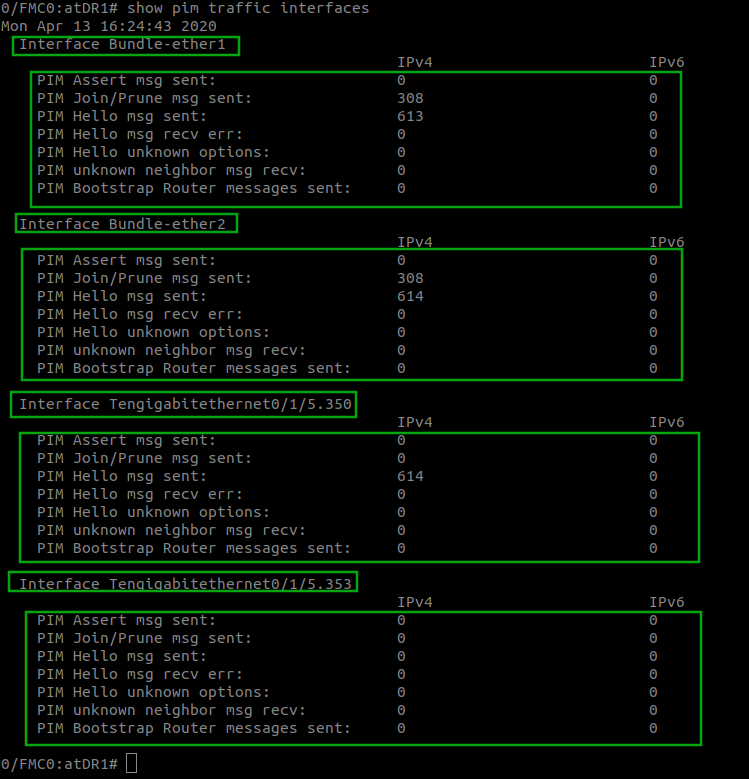 0/FMC0:atDR1# show pim traffic interfaces
Mon Apr 13 16:24:43 2020
Interface Bundle-ether1
IPv4 IPv6
PIM Assert msg sent: 0 0
PIM Join/Prune msg sent: 308 0
PIM Hello msg sent: 613 0
PIM Hello msg recv err: 0 0
PIM Hello unknown options: 0 0
PIM unknown neighbor msg recv: 0 0
PIM Bootstrap Router messages sent: 0 0
Interface Bundle-ether2
IPv4 IPv6
PIM Assert msg sent: 0 0
PIM Join/Prune msg sent: 308 0
PIM Hello msg sent: 614 0
PIM Hello msg recv err: 0 0
PIM Hello unknown options: 0 0
PIM unknown neighbor msg recv: 0 0
PIM Bootstrap Router messages sent: 0 0
Interface Tengigabitethernet0/1/5.350
IPv4 IPv6
PIM Assert msg sent: 0 0
PIM Join/Prune msg sent: 0 0
PIM Hello msg sent: 614 0
PIM Hello msg recv err: 0 0
PIM Hello unknown options: 0 0
PIM unknown neighbor msg recv: 0 0
PIM Bootstrap Router messages sent: 0 0
Interface Tengigabitethernet0/1/5.353
IPv4 IPv6
PIM Assert msg sent: 0 0
PIM Join/Prune msg sent: 0 0
PIM Hello msg sent: 0 0
PIM Hello msg recv err: 0 0
PIM Hello unknown options: 0 0
PIM unknown neighbor msg recv: 0 0
PIM Bootstrap Router messages sent: 0 0
0/FMC0:atDR1#